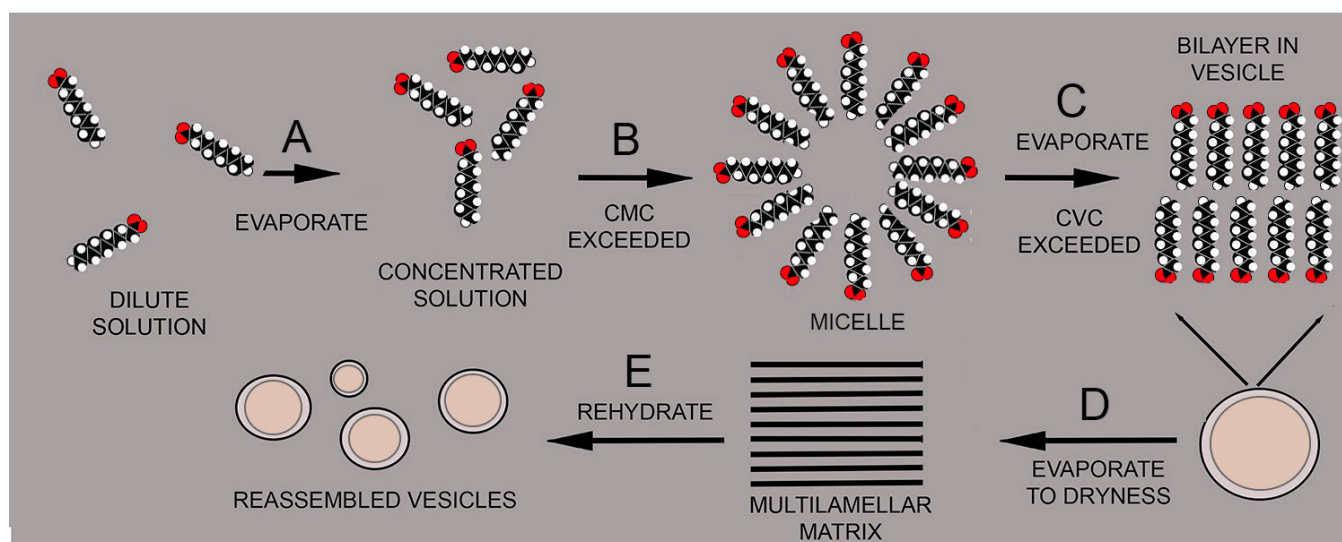 A
EVAPORATE
DILUTE
SOLUTION
CONCENTRATED
SOLUTION
B
CMC
EXCEEDED
MICELLE
C
EVAPORATE
CVC
EXCEEDED
BILAYER IN
VESICLE
D
EVAPORATE
TO DRYNESS
MULTILAMELLAR
MATRIX
E
REHYDRATE
REASSEMBLED VESICLES